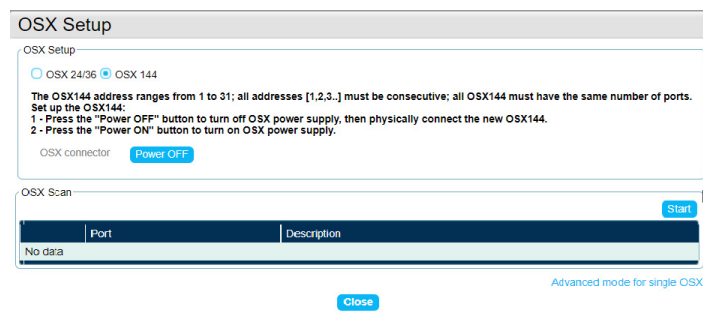 OSX Setup
OSX Setup
OSX 24/36 OSX 144
The OSX144 address ranges from 1 to 31; all addresses [1,2,3..] must be consecutive; all OSX144 must have the same number of ports.
Set up the OSX144:
1 - Press the "Power OFF" button to turn off OSX power supply, then physically connect the new OSX144.
2 - Press the "Power ON" button to turn on OSX power supply.
OSX connector Power OFF
OSX Scan
Start
Port Description
No data
Advanced mode for single OSX
Close